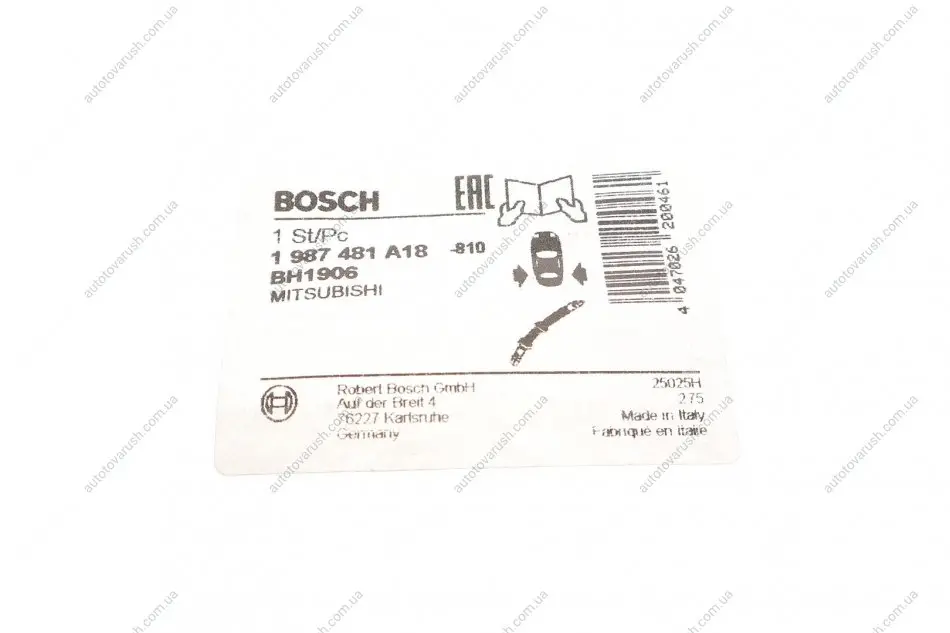 BOSCH
EAC
1 St/Pc
1 987 481 A18 -810
BH1906
MITSUBISHI
4 047026 200461
Robert Bosch GmbH
Auf der Breit 4
76227 Karlsruhe
Germany
25025H
275
Made in Italy
Fabriqué en Italie
autotovarush.com.ua